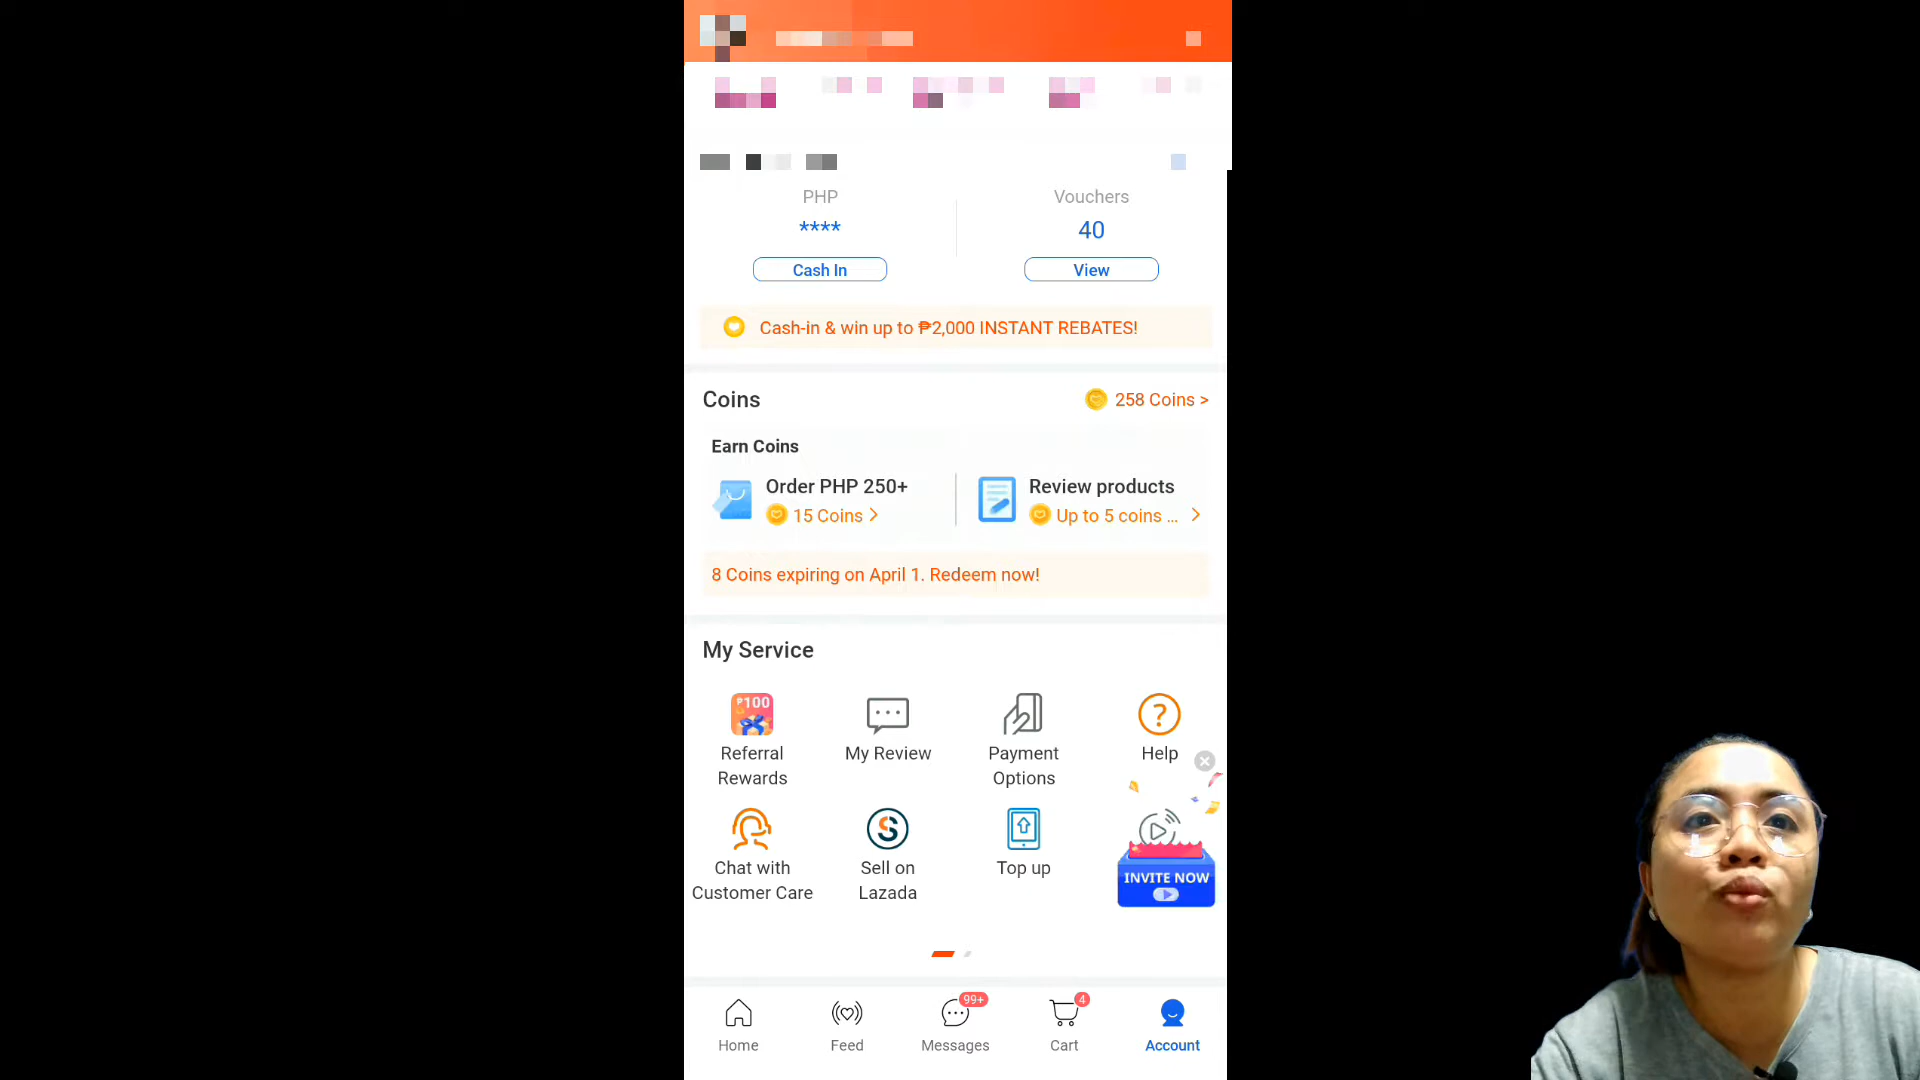 PHP
Vouchers
****
40
Cash In
View
Cash-in & win up to ₱2,000 INSTANT REBATES!
Coins
258 Coins >
Earn Coins
Order PHP 250+
15 Coins
Review products
Up to 5 coins ...
8 Coins expiring on April 1. Redeem now!
My Service
₱100
Referral
Rewards
My Review
Payment
Options
Help
Chat with
Customer Care
Sell on
Lazada
Top up
INVITE NOW
99+
4
Home
Feed
Messages
Cart
Account